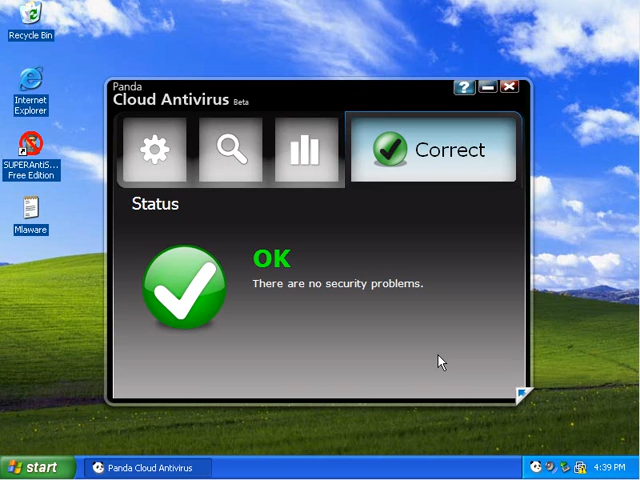 Recycle Bin
Internet
Explorer
SUPERAntiS...
Free Edition
Mlaware
Panda
Cloud Antivirus Beta
?
Correct
Status
OK
There are no security problems.
start
Panda Cloud Antivirus
4:39 PM